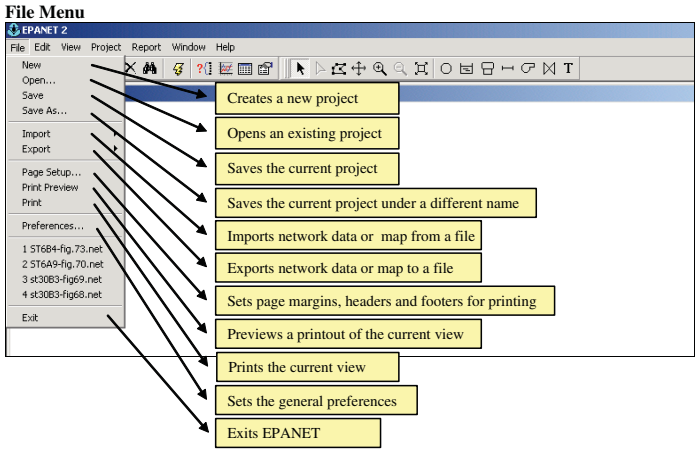 File Menu
EPANET 2
File Edit View Project Report Window Help
T
New
Open...
Save
Save As...
Import
Export
Page Setup...
Print Preview
Print
Preferences...
1 ST6B4-fig.73.net
2 ST6A9-fig.70.net
3 st30B3-fig69.net
4 st30B3-fig68.net
Exit
Creates a new project
Opens an existing project
Saves the current project
Saves the current project under a different name
Imports network data or map from a file
Exports network data or map to a file
Sets page margins, headers and footers for printing
Previews a printout of the current view
Prints the current view
Sets the general preferences
Exits EPANET